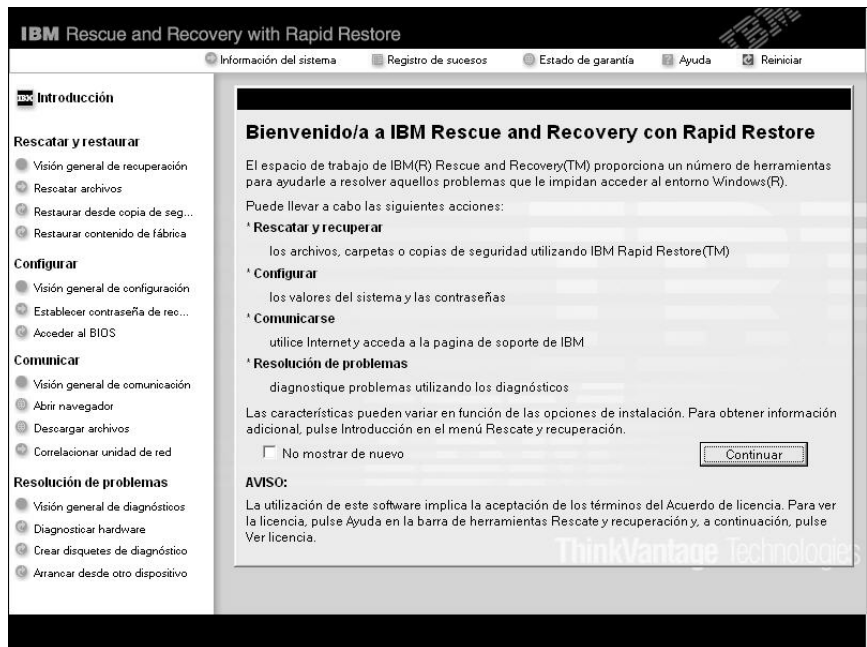 IBM Rescue and Recovery with Rapid Restore
IBM
Información del sistema
Registro de sucesos
Estado de garantía
Ayuda
Reiniciar
Introducción
Rescatar y restaurar
Visión general de recuperación
Rescatar archivos
Restaurar desde copia de seg...
Restaurar contenido de fábrica
Configurar
Visión general de configuración
Establecer contraseña de rec...
Acceder al BIOS
Comunicar
Visión general de comunicación
Abrir navegador
Descargar archivos
Correlacionar unidad de red
Resolución de problemas
Visión general de diagnósticos
Diagnosticar hardware
Crear disquetes de diagnóstico
Arrancar desde otro dispositivo
Bienvenido/a a IBM Rescue and Recovery con Rapid Restore
El espacio de trabajo de IBM(R) Rescue and Recovery(TM) proporciona un número de herramientas
para ayudarle a resolver aquellos problemas que le impidan acceder al entorno Windows(R).
Puede llevar a cabo las siguientes acciones:
* Rescatar y recuperar
los archivos, carpetas o copias de seguridad utilizando IBM Rapid Restore(TM)
* Configurar
los valores del sistema y las contraseñas
* Comunicarse
utilice Internet y acceda a la pagina de soporte de IBM
* Resolución de problemas
diagnostique problemas utilizando los diagnósticos
Las características pueden variar en función de las opciones de instalación. Para obtener información
adicional, pulse Introducción en el menú Rescate y recuperación.
No mostrar de nuevo
Continuar
AVISO:
La utilización de este software implica la aceptación de los términos del Acuerdo de licencia. Para ver
la licencia, pulse Ayuda en la barra de herramientas Rescate y recuperación y, a continuación, pulse
Ver licencia.
ThinkVantage Technologies